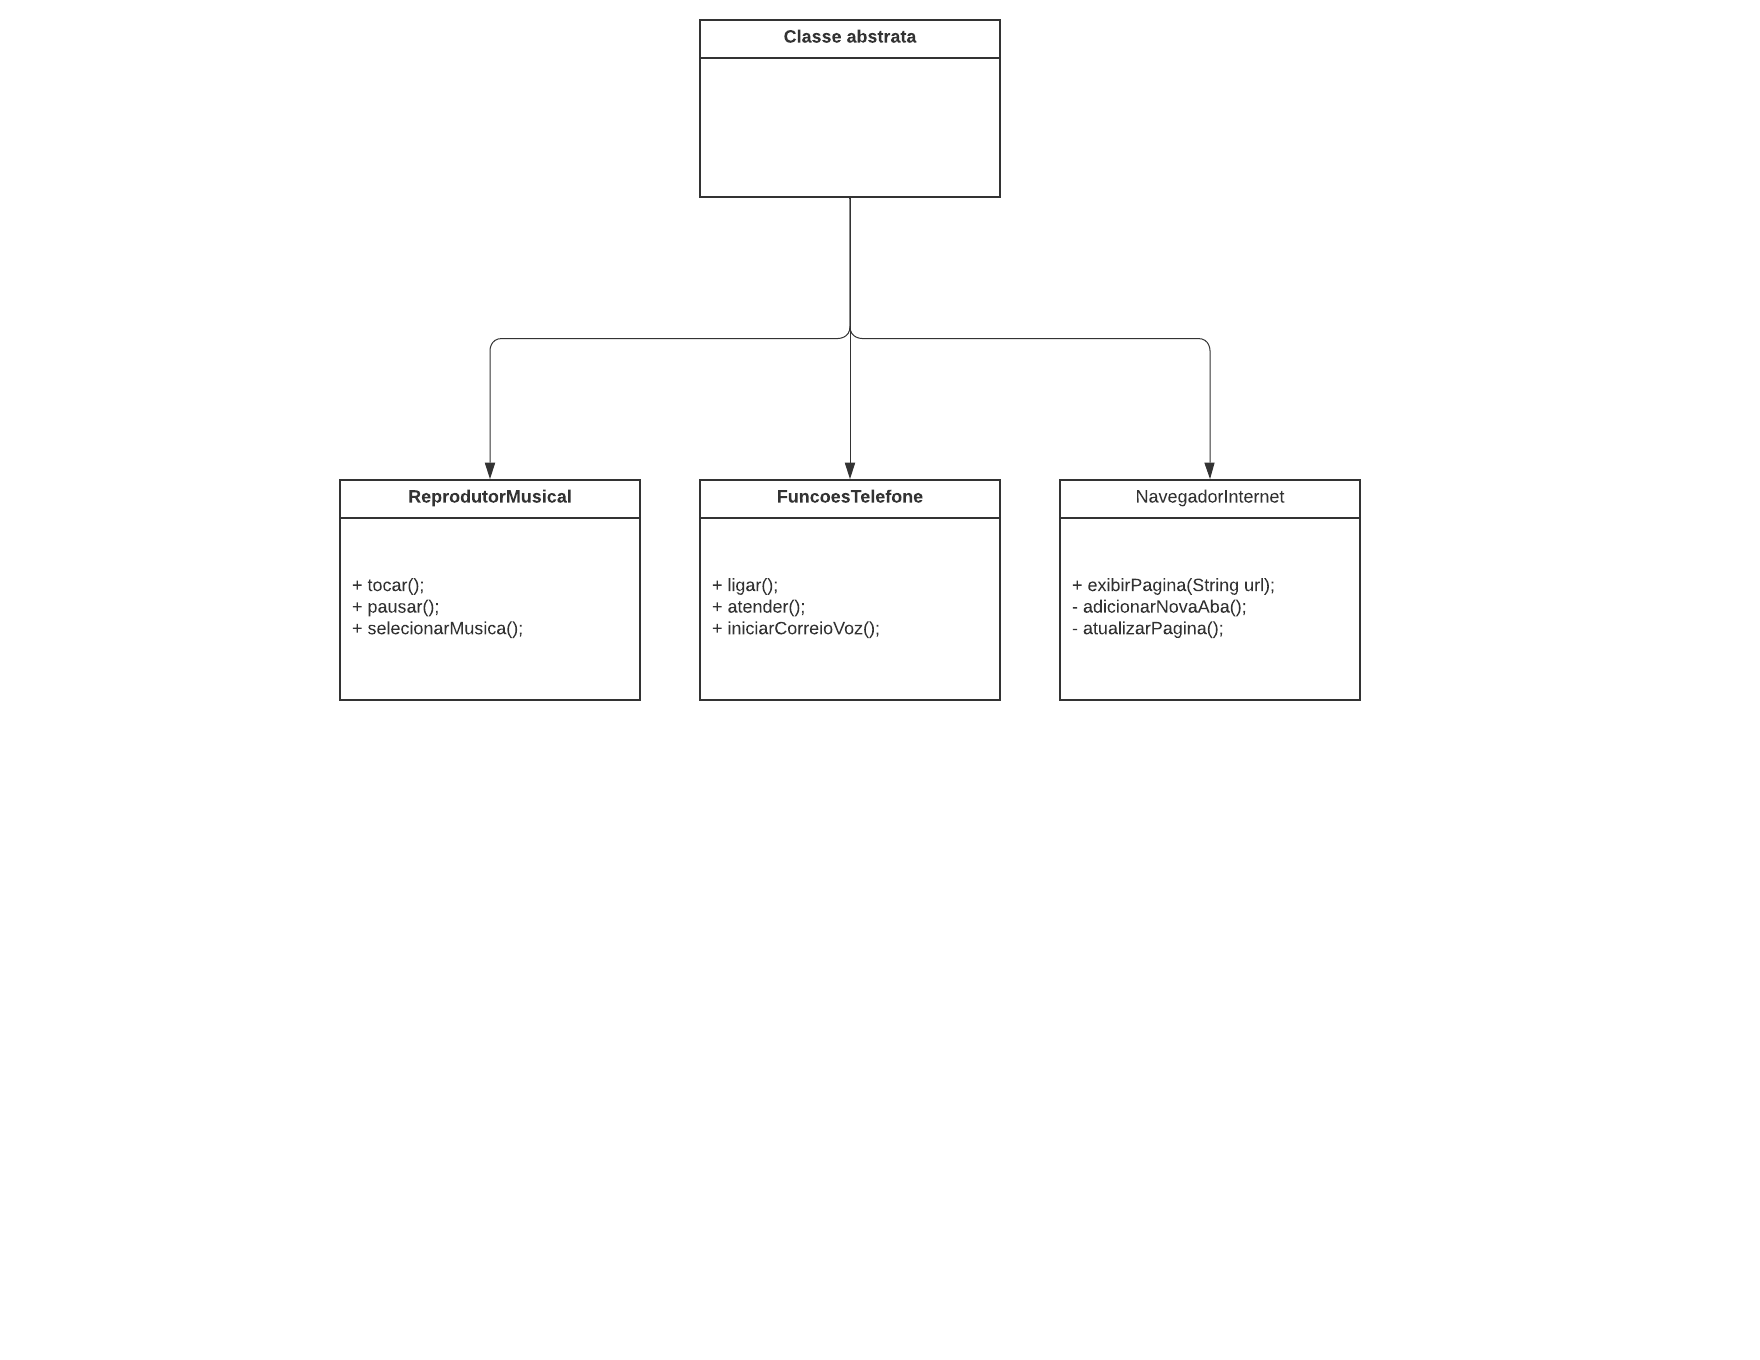 Classe abstrata
ReprodutorMusical
+ tocar();
+ pausar();
+ selecionarMusica();
FuncoesTelefone
+ ligar();
+ atender();
+ iniciarCorreioVoz();
NavegadorInternet
+ exibirPagina(String url);
- adicionarNovaAba();
- atualizarPagina();